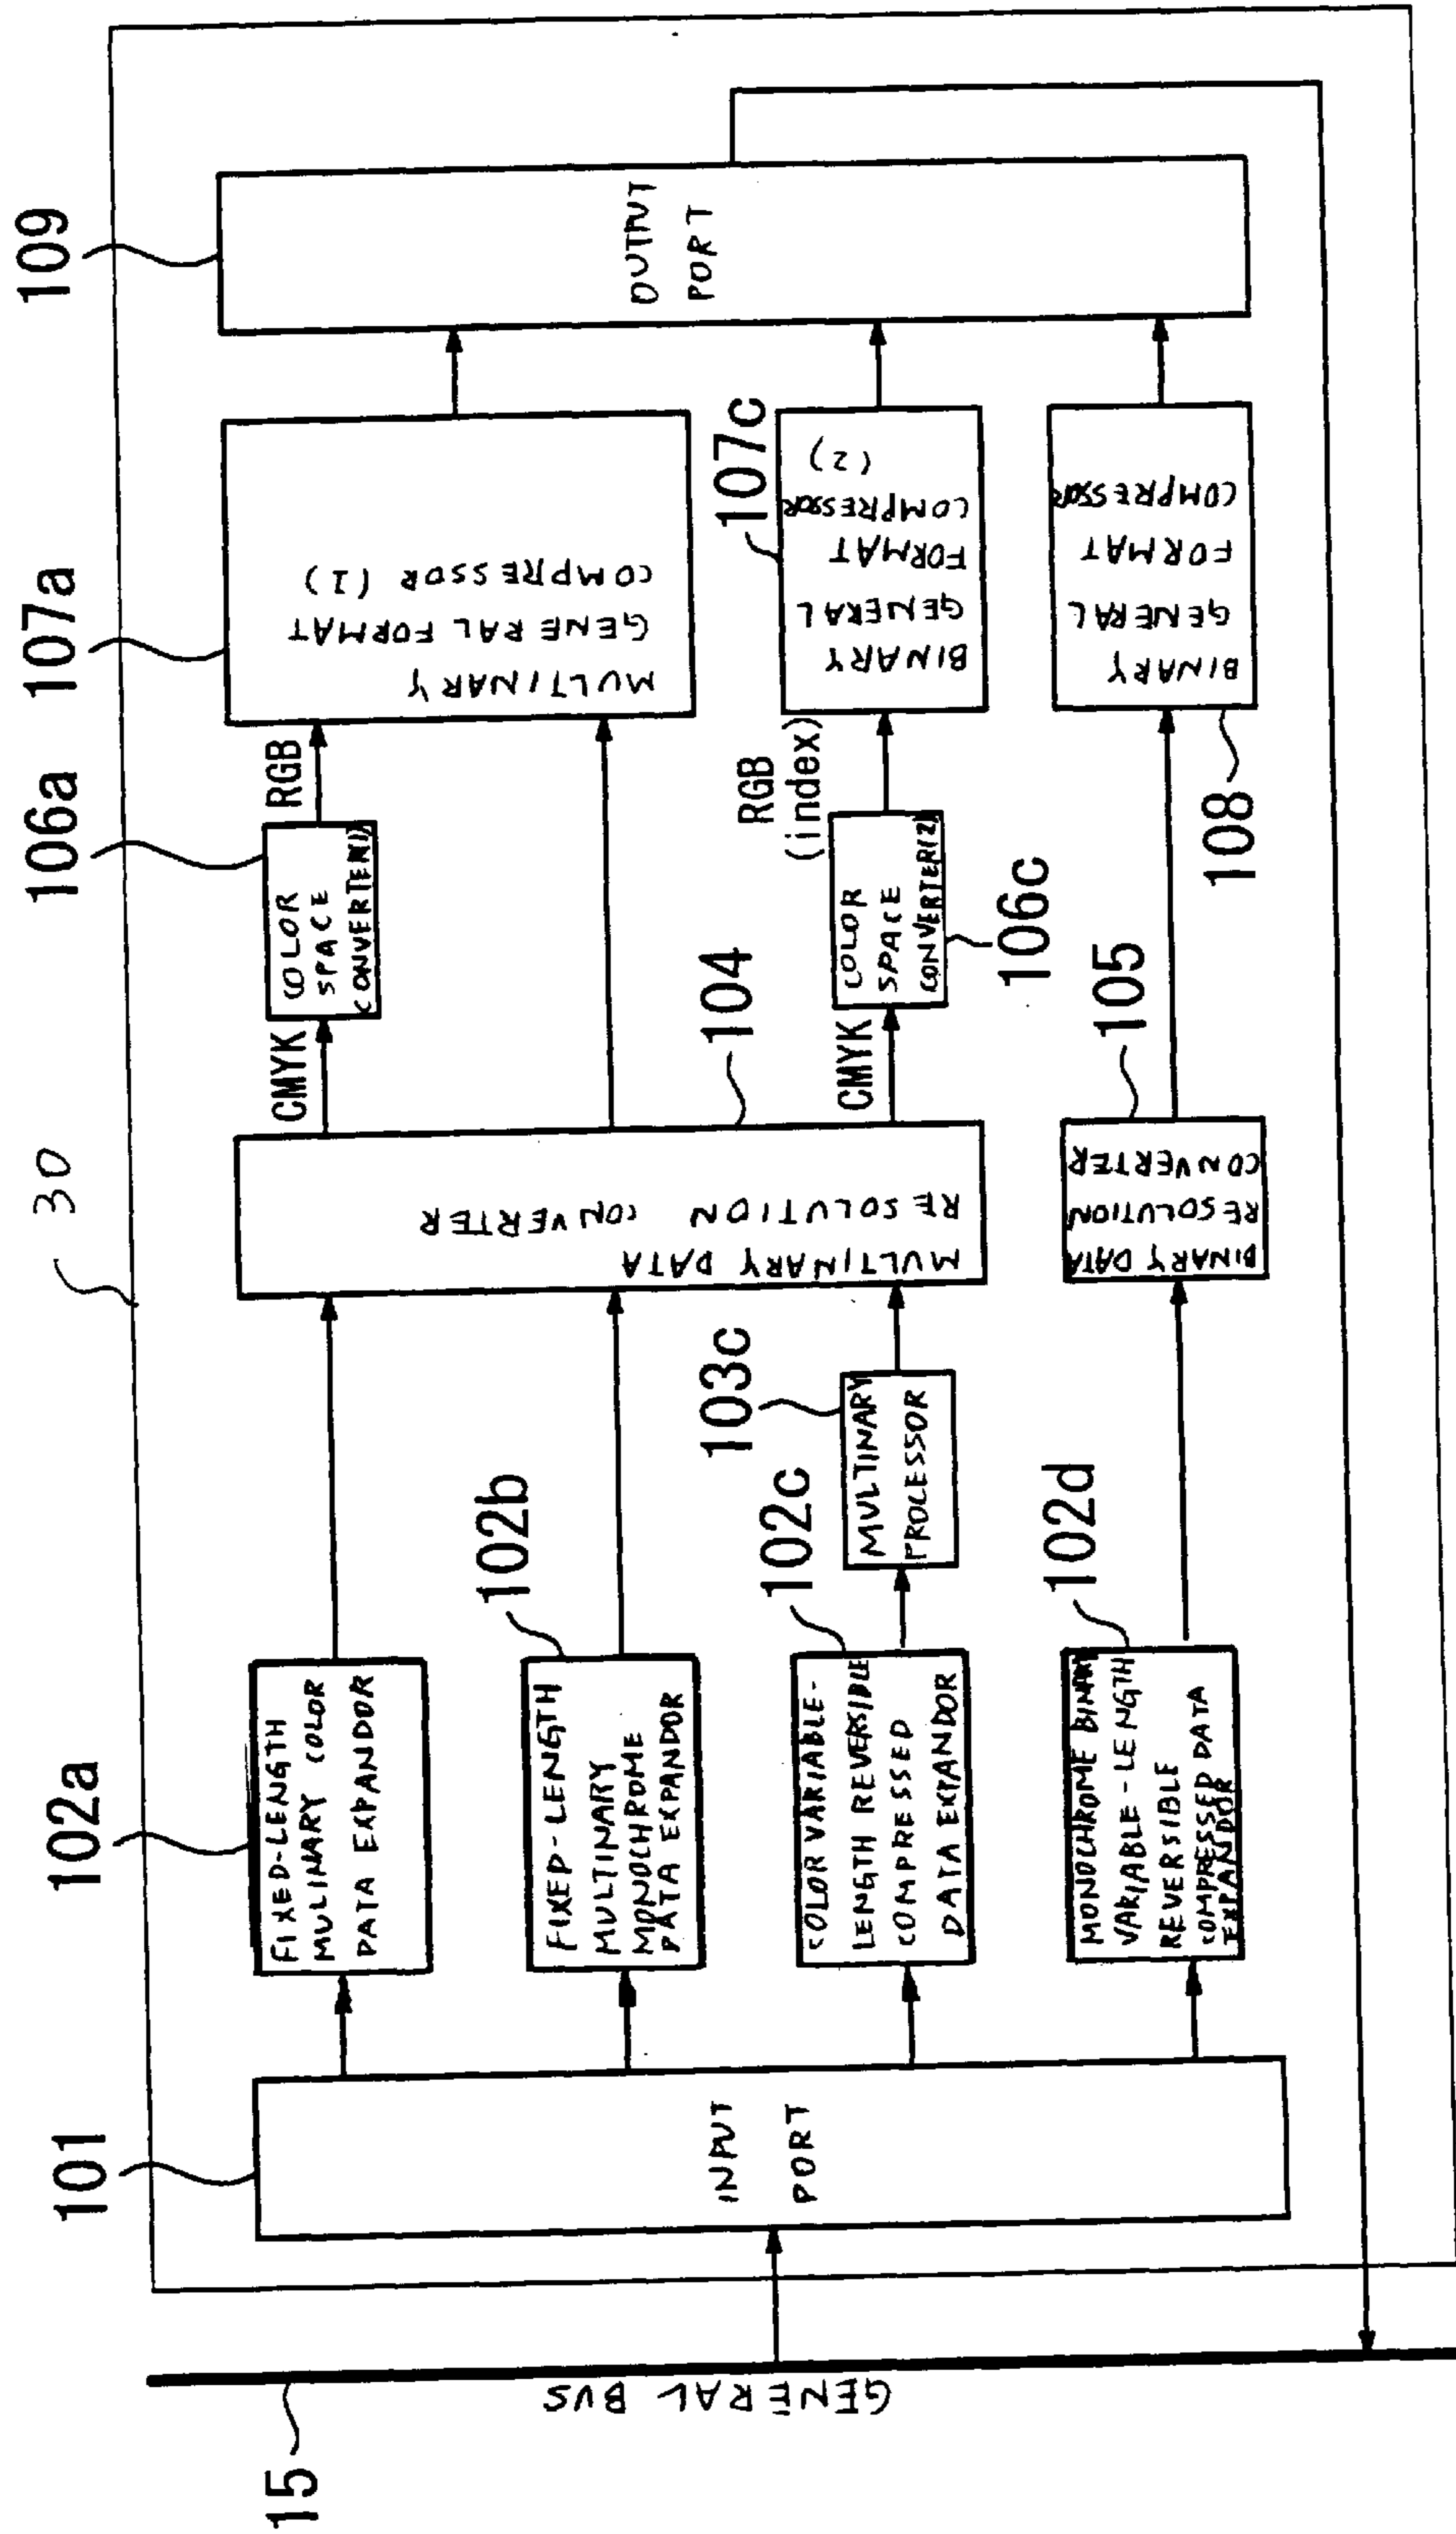 30
15
GENERAL BUS
101
INPUT
PORT
102a
FIXED-LENGTH
MULINARY COLOR
DATA EXPANDOR
102b
FIXED-LENGTH
MULTINARY
MONOCHROME
DATA EXPANDOR
102c
COLOR VARIABLE-
LENGTH REVERSIBLE
COMPRESSED
DATA EXPANDOR
102d
MONOCHROME BINARY
VARIABLE-LENGTH
REVERSIBLE
COMPRESSED DATA
EXPANDOR
103c
MULTINARY
PROCESSOR
104
MULTINARY DATA
RESOLUTION CONVERTER
105
BINARY DATA
RESOLUTION
CONVERTER
CMYK
106a
COLOR
SPACE
CONVERTER(1)
RGB
CMYK
106c
COLOR
SPACE
CONVERTER(2)
RGB
(index)
107a
MULTINARY
GENERAL FORMAT
COMPRESSOR (1)
107c
BINARY
GENERAL
FORMAT
COMPRESSOR
(2)
108
BINARY
GENERAL
FORMAT
COMPRESSOR
109
OUTPUT
PORT